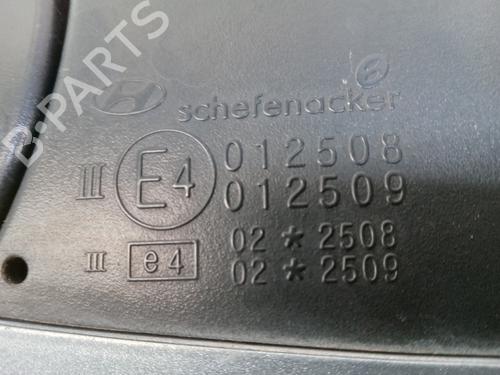 B-PARTS
schefenacker
III E4 012508
012509
III e4 02 * 2508
02 * 2509